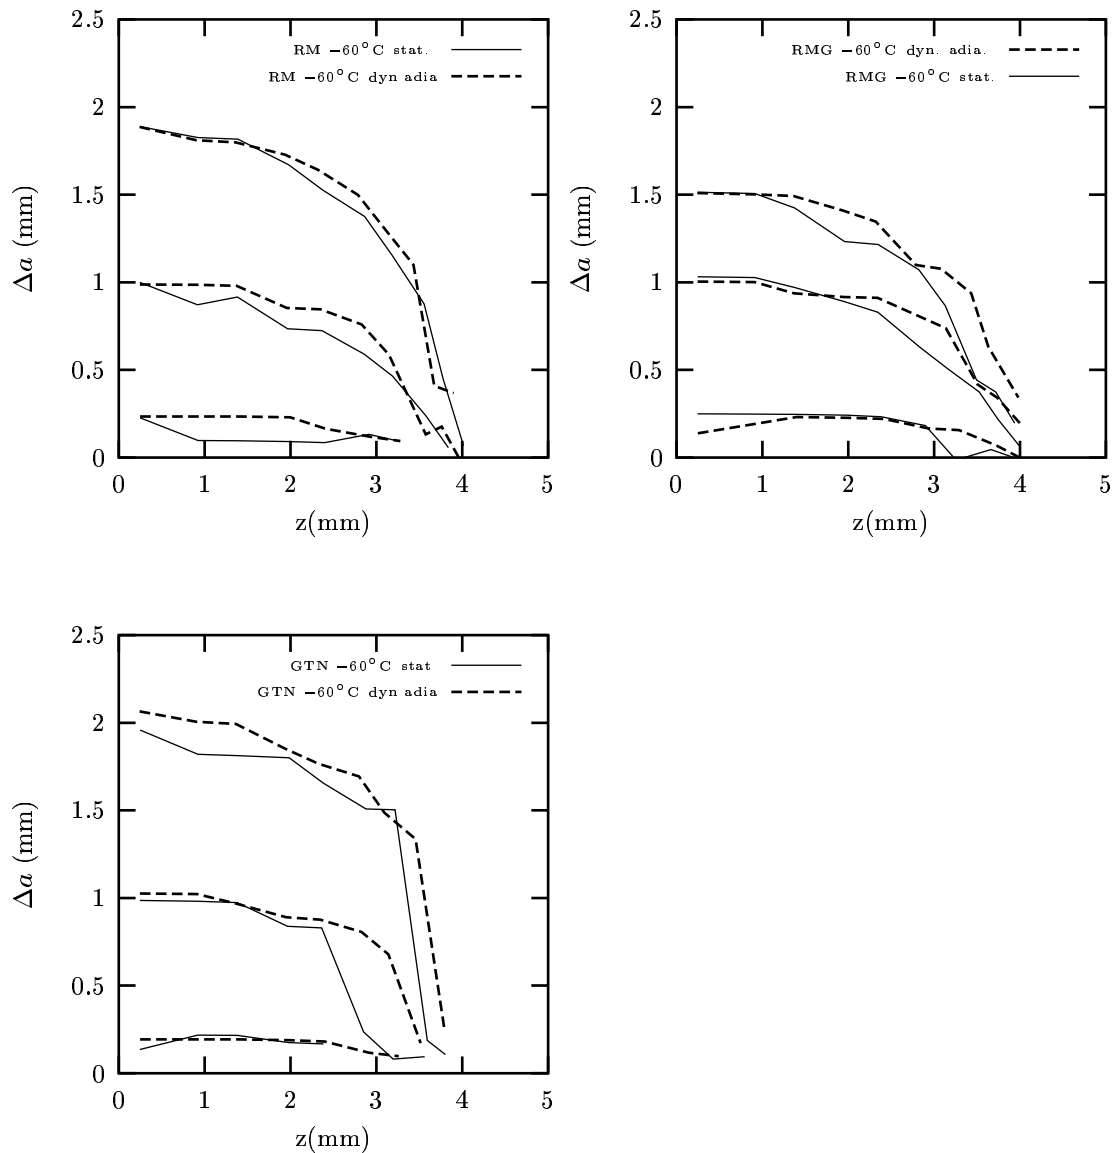 2.5
2
1.5
1
0.5
0
0 1 2 3 4 5
Δa (mm)
z(mm)
RM −60°C stat.
RM −60°C dyn adia
2.5
2
1.5
1
0.5
0
0 1 2 3 4 5
Δa (mm)
z(mm)
RMG −60°C dyn. adia.
RMG −60°C stat.
2.5
2
1.5
1
0.5
0
0 1 2 3 4 5
Δa (mm)
z(mm)
GTN −60°C stat
GTN −60°C dyn adia